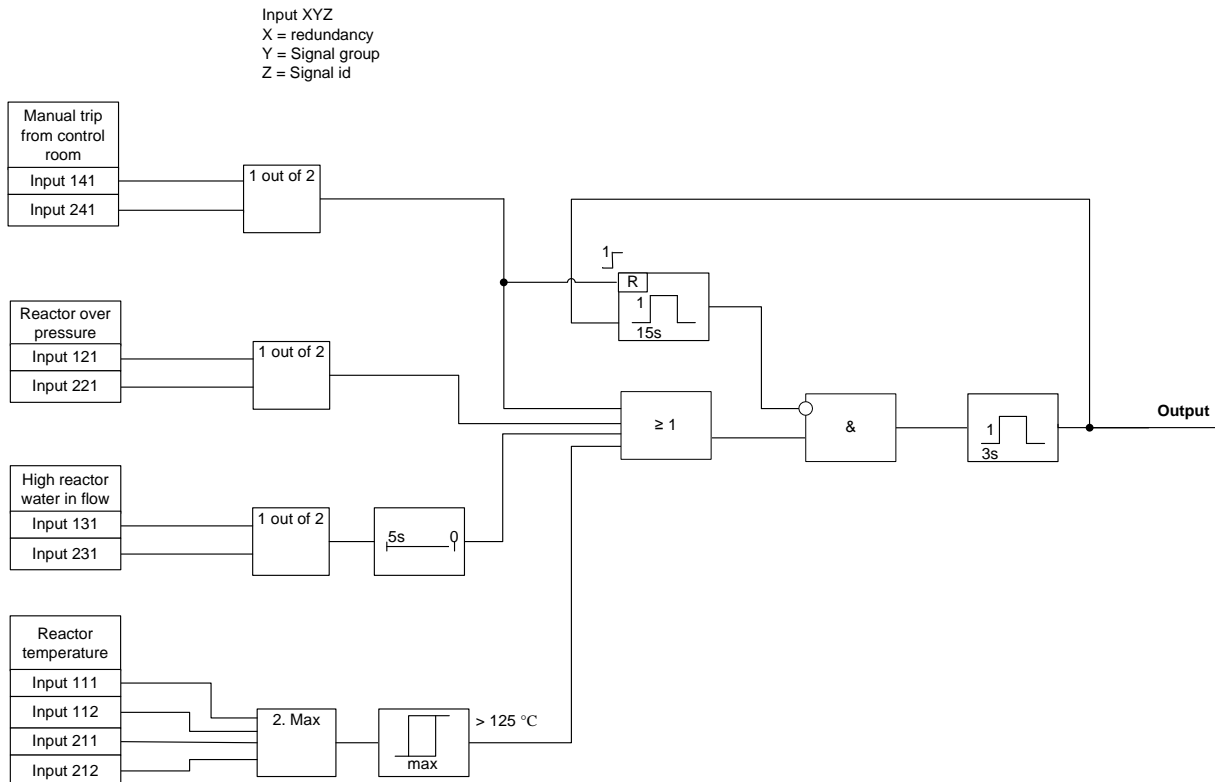 Input XYZ
X = redundancy
Y = Signal group
Z = Signal id
Manual trip
from control
room
Input 141
Input 241
1 out of 2
1
R
1
15s
Reactor over
pressure
Input 121
Input 221
1 out of 2
≥ 1
&
1
3s
Output
High reactor
water in flow
Input 131
Input 231
1 out of 2
5s 0
Reactor
temperature
Input 111
Input 112
Input 211
Input 212
2. Max
max
> 125 °C